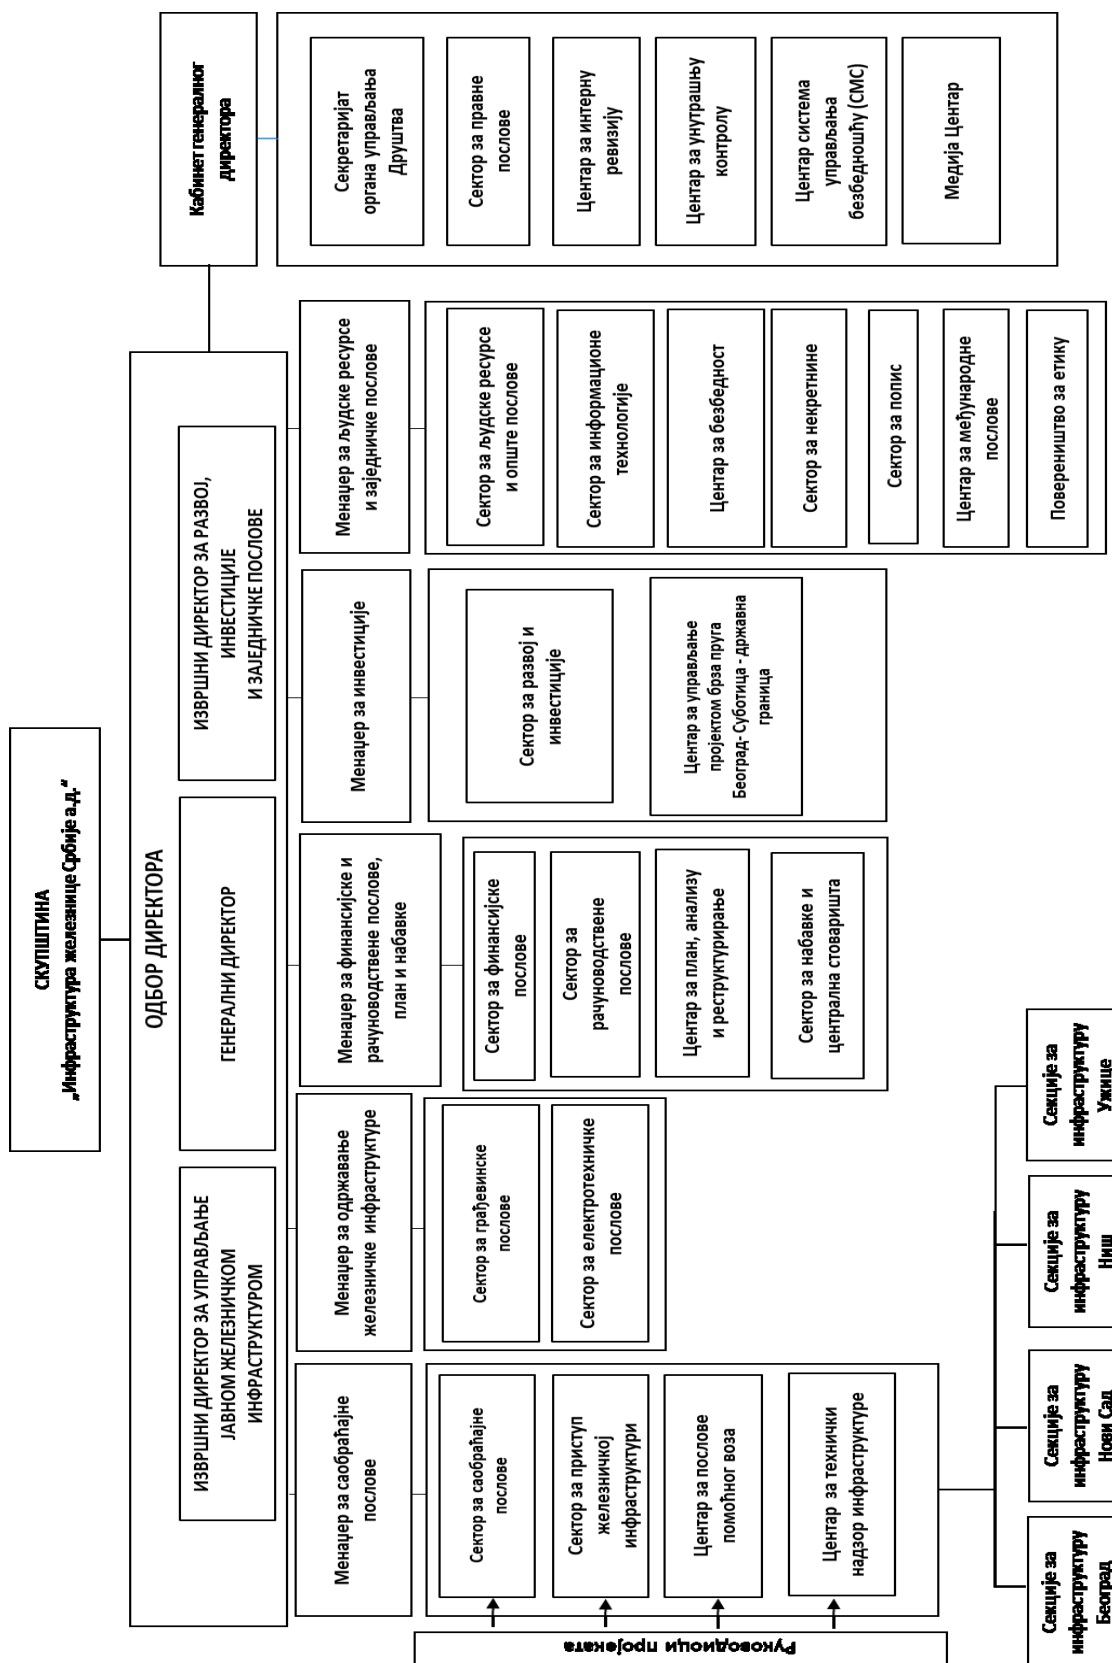 СКУПШТИНА
„Инфраструктура железнице Србије а.д.“
ОДБОР ДИРЕКТОРА
ИЗВРШНИ ДИРЕКТОР ЗА УПРАВЉАЊЕ
ЈАВНОМ ЖЕЛЕЗНИЧКОМ
ИНФРАСТРУКТУРОМ
ГЕНЕРАЛНИ ДИРЕКТОР
ИЗВРШНИ ДИРЕКТОР ЗА РАЗВОЈ,
ИНВЕСТИЦИЈЕ
И ЗАЈЕДНИЧКЕ ПОСЛОВЕ
Кабинет генералног
директора
Секретаријат
органа управљања
Друштва
Сектор за правне
послове
Центар за интерну
ревизију
Центар за унутрашњу
контролу
Центар система
управљања
безбедношћу (СМС)
Медија Центар
Менаџер за саобраћајне
послове
Сектор за саобраћајне
послове
Сектор за приступ
железничкој
инфраструктури
Центар за послове
помоћног воза
Центар за технички
надзор инфраструктуре
Менаџер за одржавање
железничке инфраструктуре
Сектор за грађевинске
послове
Сектор за електротехничке
послове
Менаџер за финансијске и
рачуноводствене послове,
план и набавке
Сектор за финансијске
послове
Сектор за
рачуноводствене
послове
Центар за план, анализу
и реструктурирање
Сектор за набавке и
централна стоваришта
Менаџер за инвестиције
Сектор за развој и
инвестиције
Центар за управљање
пројектом брза пруга
Београд- Суботица - државна
граница
Менаџер за људске ресурсе
и заједничке послове
Сектор за људске ресурсе
и опште послове
Сектор за информационе
технологије
Центар за безбедност
Сектор за некретнине
Сектор за попис
Центар за међународне
послове
Повереништво за етику
Руководиоци пројеката
Секције за
инфраструктуру
Београд
Секције за
инфраструктуру
Нови Сад
Секције за
инфраструктуру
Ниш
Секције за
инфраструктуру
Ужице